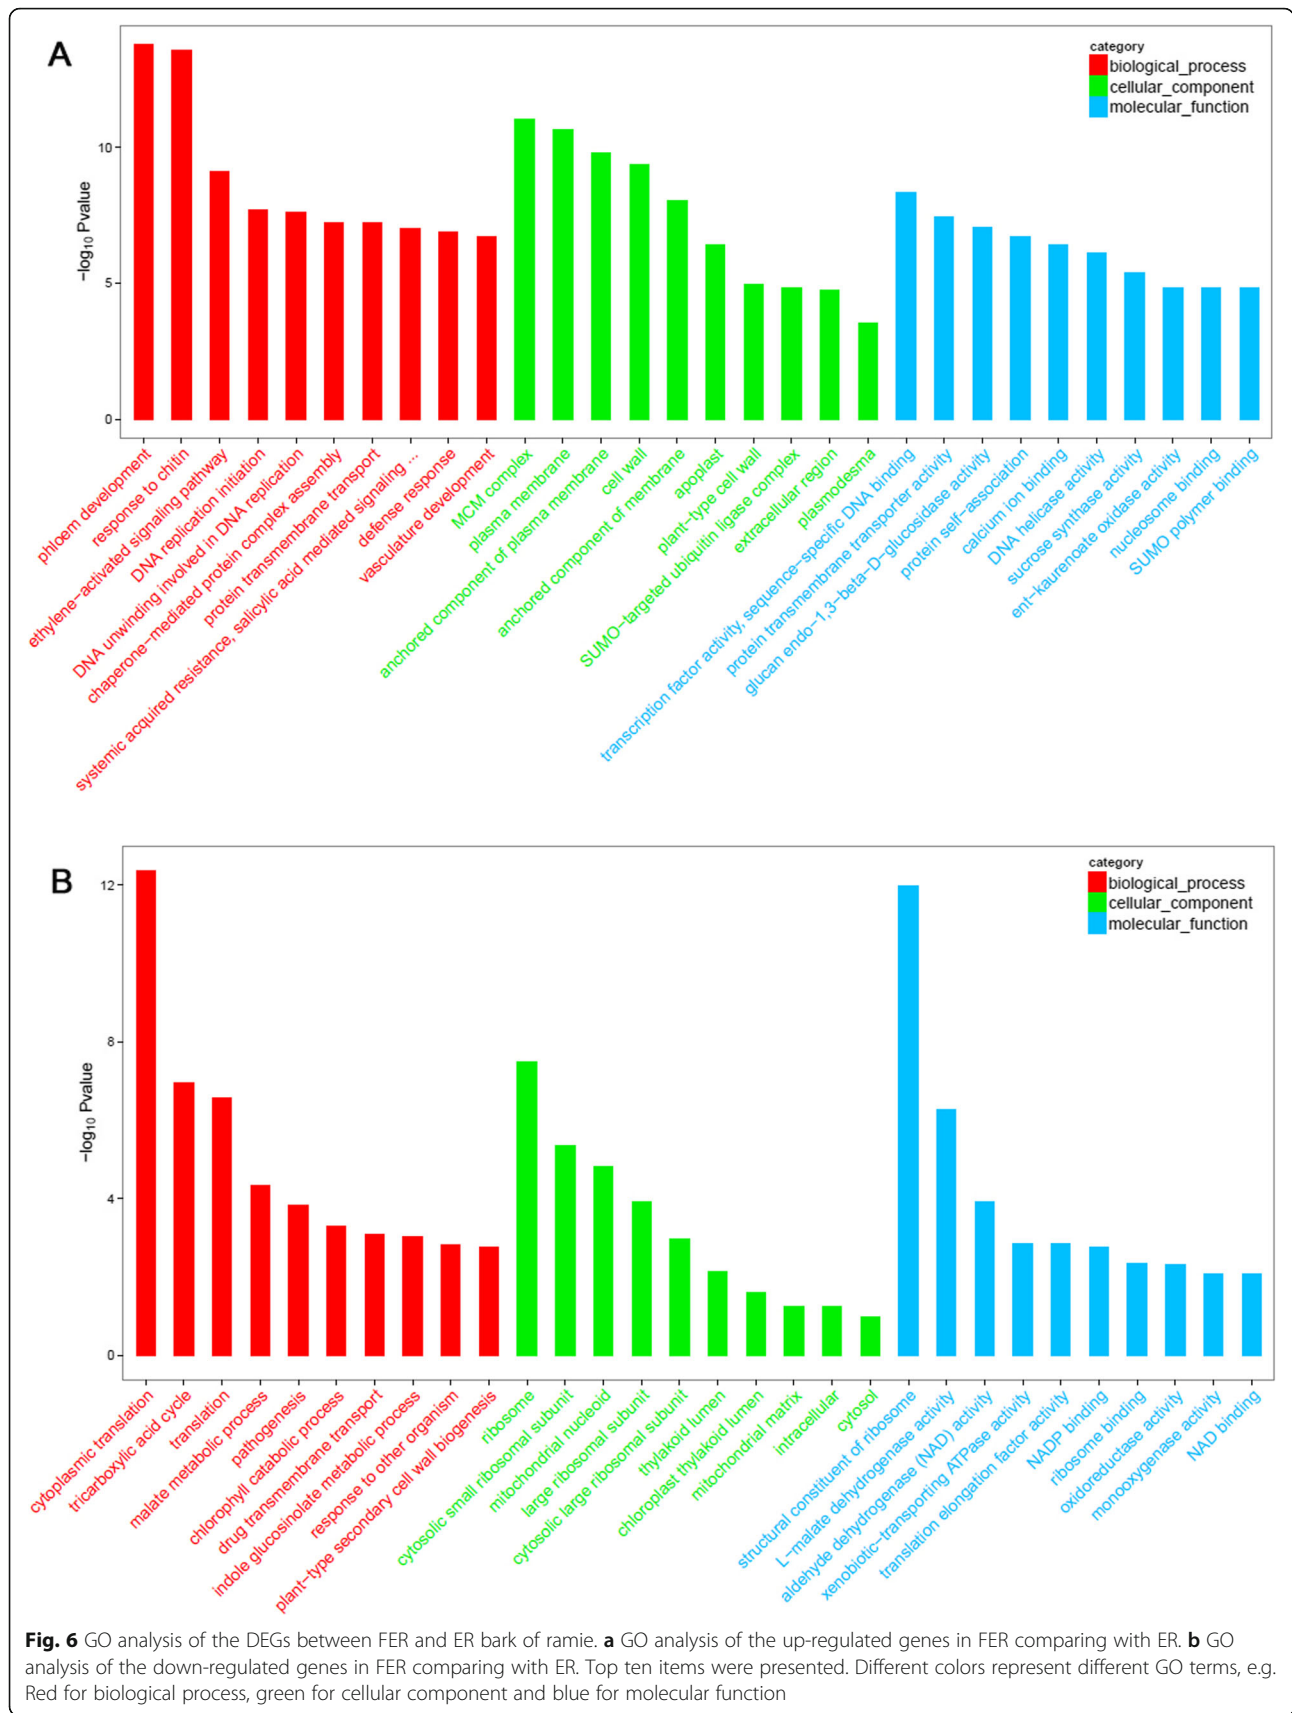 A
category
biological_process
cellular_component
molecular_function
−log10 Pvalue
10
5
0
phloem development
response to chitin
ethylene−activated signaling pathway
DNA replication initiation
DNA unwinding involved in DNA replication
chaperone−mediated protein complex assembly
protein transmembrane transport
systemic acquired resistance, salicylic acid mediated signaling ...
defense response
vasculature development
MCM complex
plasma membrane
anchored component of plasma membrane
cell wall
anchored component of membrane
apoplast
plant−type cell wall
SUMO−targeted ubiquitin ligase complex
extracellular region
plasmodesma
transcription factor activity, sequence−specific DNA binding
protein transmembrane transporter activity
glucan endo−1,3−beta−D−glucosidase activity
protein self−association
calcium ion binding
DNA helicase activity
sucrose synthase activity
ent−kaurenoate oxidase activity
nucleosome binding
SUMO polymer binding
B
category
biological_process
cellular_component
molecular_function
−log10 Pvalue
12
8
4
0
cytoplasmic translation
tricarboxylic acid cycle
translation
malate metabolic process
pathogenesis
chlorophyll catabolic process
drug transmembrane transport
indole glucosinolate metabolic process
response to other organism
plant−type secondary cell wall biogenesis
ribosome
cytosolic small ribosomal subunit
mitochondrial nucleoid
large ribosomal subunit
cytosolic large ribosomal subunit
thylakoid lumen
chloroplast thylakoid lumen
mitochondrial matrix
intracellular
cytosol
structural constituent of ribosome
L−malate dehydrogenase activity
aldehyde dehydrogenase (NAD) activity
xenobiotic−transporting ATPase activity
translation elongation factor activity
NADP binding
ribosome binding
oxidoreductase activity
monooxygenase activity
NAD binding
Fig. 6 GO analysis of the DEGs between FER and ER bark of ramie. a GO analysis of the up-regulated genes in FER comparing with ER. b GO
analysis of the down-regulated genes in FER comparing with ER. Top ten items were presented. Different colors represent different GO terms, e.g.
Red for biological process, green for cellular component and blue for molecular function